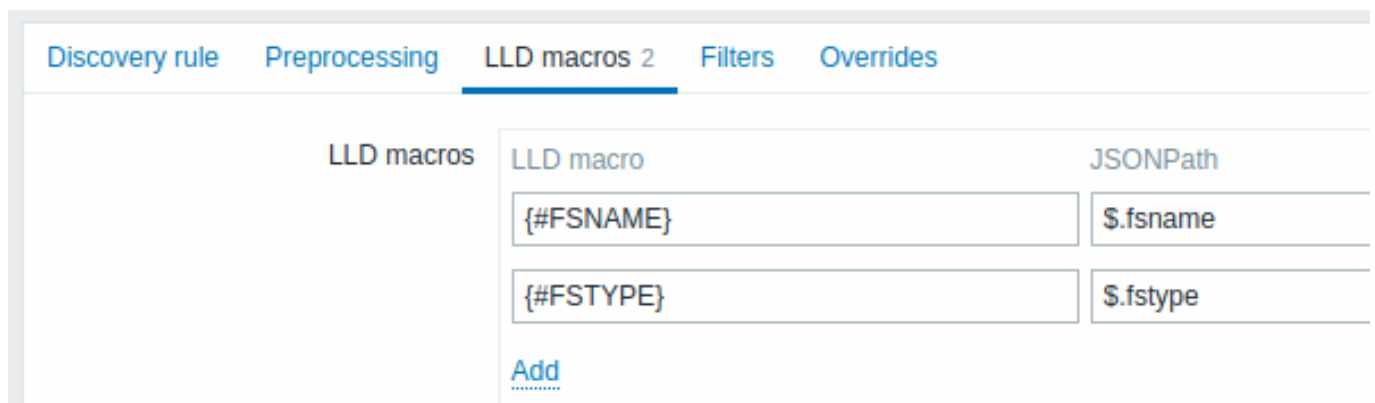 Discovery rule Preprocessing LLD macros 2 Filters Overrides
LLD macros LLD macro JSONPath
{#FSNAME} $.fsname
{#FSTYPE} $.fstype
Add